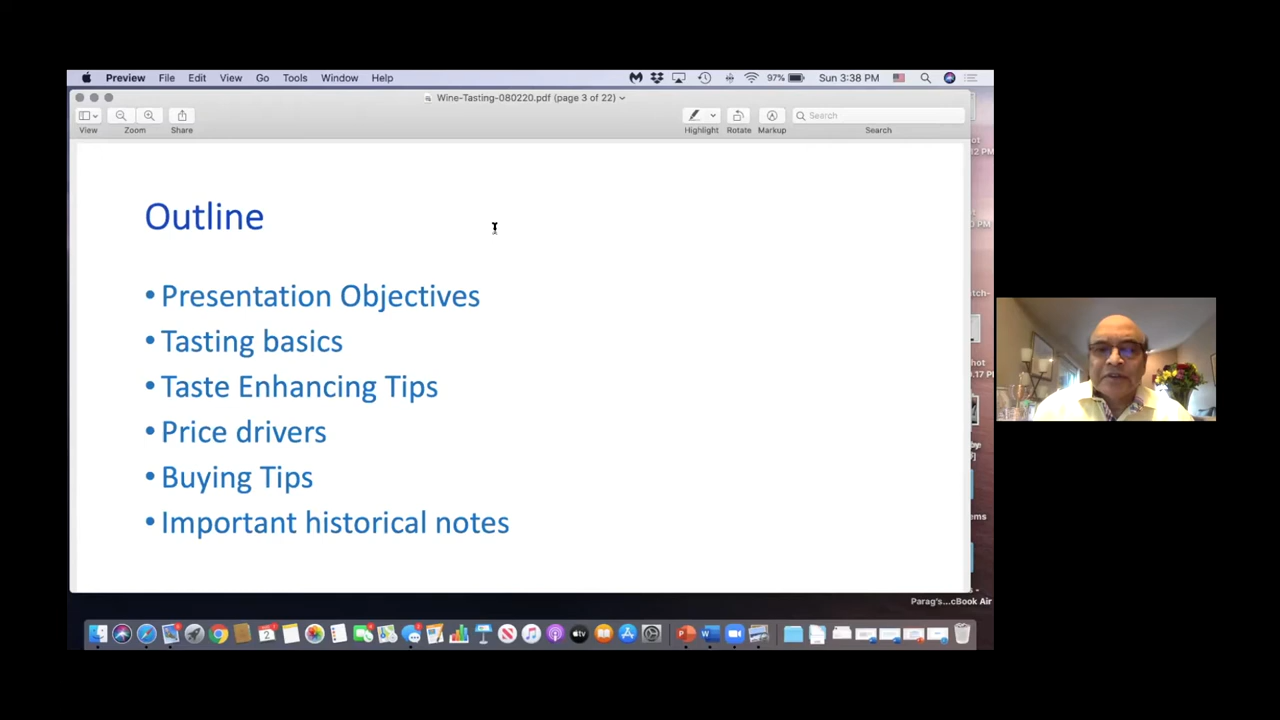 Preview File Edit View Go Tools Window Help 97% Sun 3:38 PM
Wine-Tasting-080220.pdf (page 3 of 22)
Search
View Zoom Share Highlight Rotate Markup Search
Outline
• Presentation Objectives
• Tasting basics
• Taste Enhancing Tips
• Price drivers
• Buying Tips
• Important historical notes
Parag's...cBook Air
tv